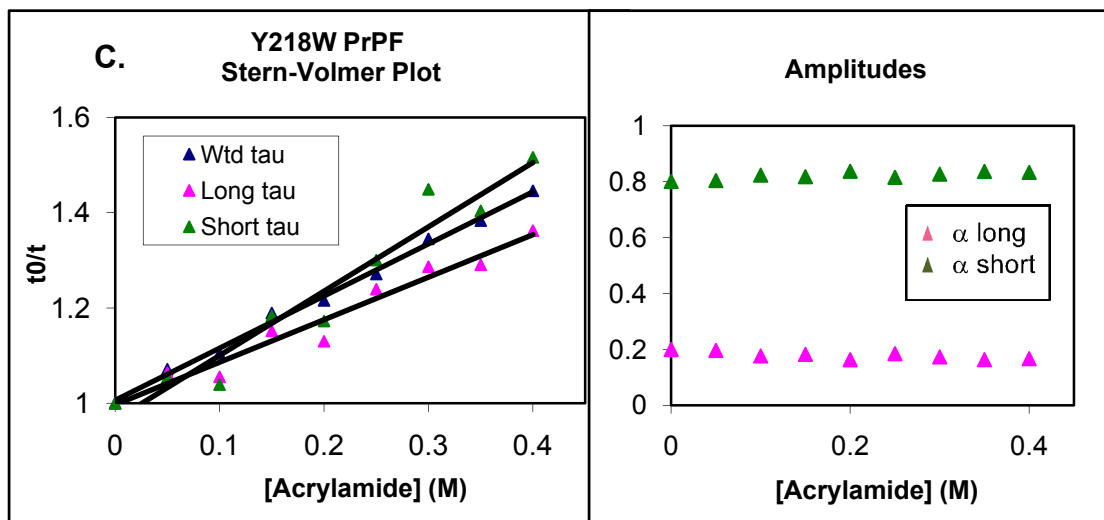 C.
Y218W PrPF
Stern-Volmer Plot
1.6
1.4
1.2
1
t0/t
Wtd tau
Long tau
Short tau
0
0.1
0.2
0.3
0.4
[Acrylamide] (M)
Amplitudes
1
0.8
0.6
0.4
0.2
0
α long
α short
0
0.2
0.4
[Acrylamide] (M)